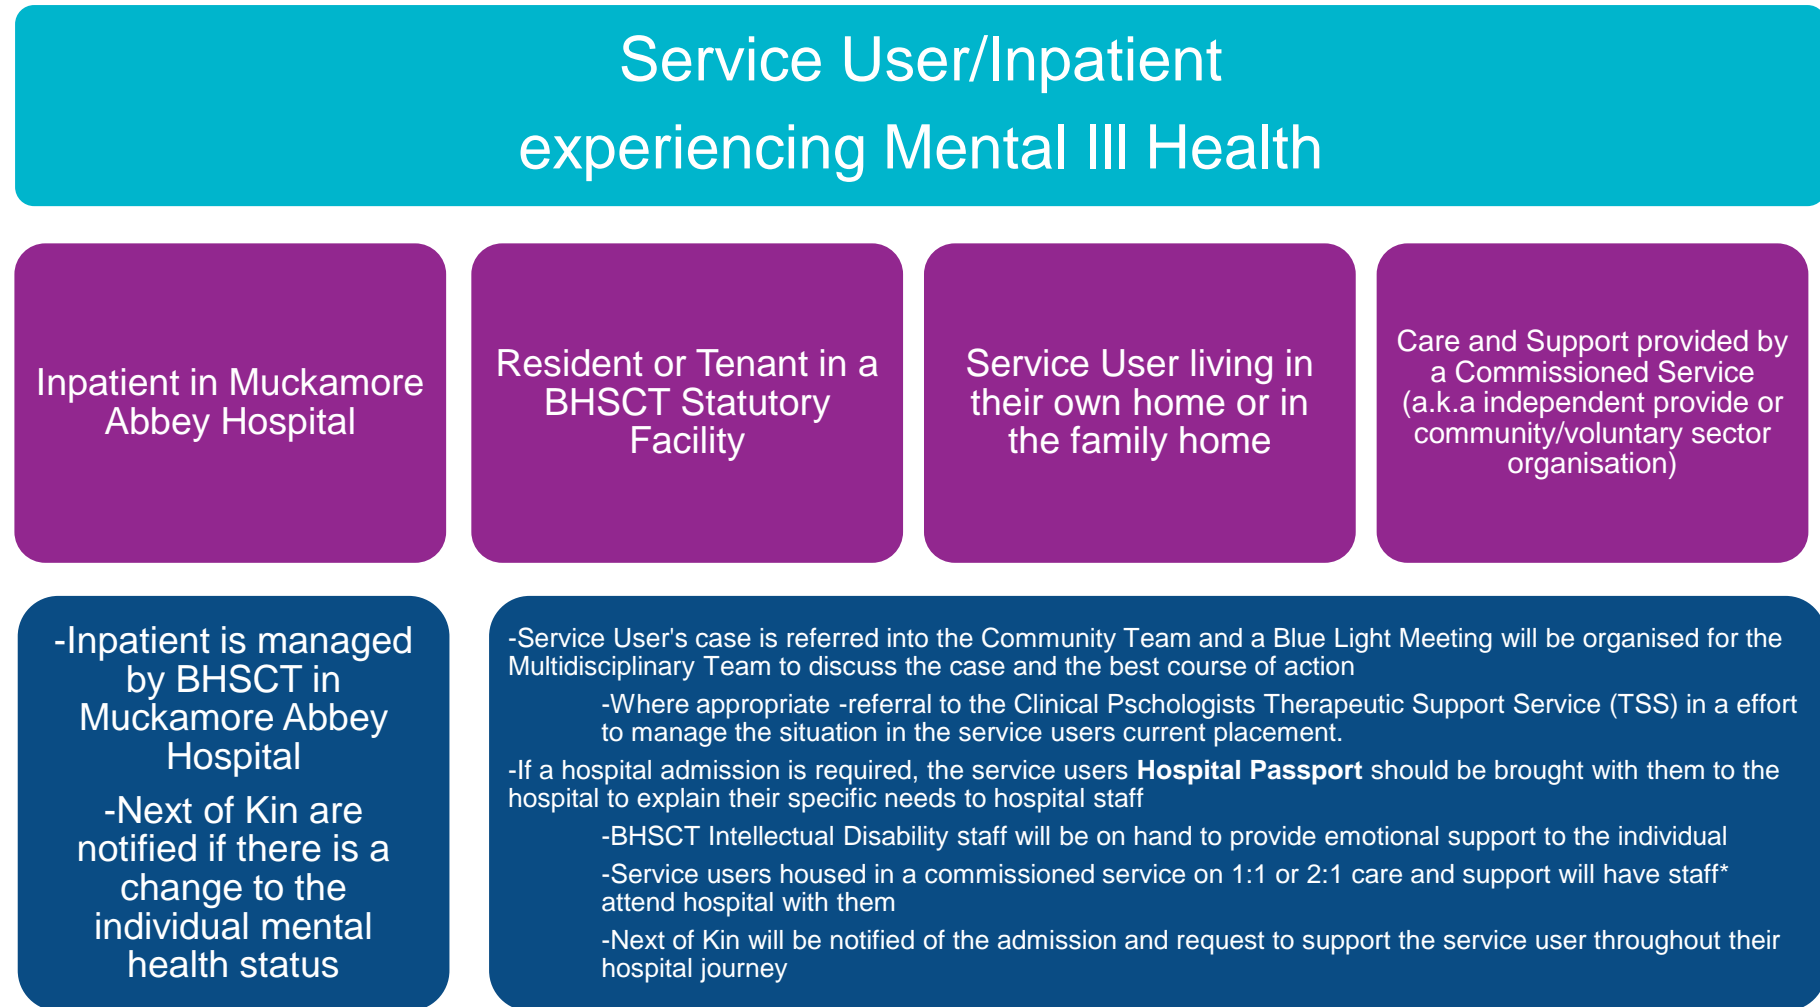 Service User/Inpatient
experiencing Mental Ill Health
Inpatient in Muckamore
Abbey Hospital
Resident or Tenant in a
BHSCT Statutory
Facility
Service User living in
their own home or in
the family home
Care and Support provided by
a Commissioned Service
(a.k.a independent provide or
community/voluntary sector
organisation)
-Inpatient is managed
by BHSCT in
Muckamore Abbey
Hospital
-Next of Kin are
notified if there is a
change to the
individual mental
health status
-Service User's case is referred into the Community Team and a Blue Light Meeting will be organised for the
Multidisciplinary Team to discuss the case and the best course of action
-Where appropriate -referral to the Clinical Pschologists Therapeutic Support Service (TSS) in a effort
to manage the situation in the service users current placement.
-If a hospital admission is required, the service users Hospital Passport should be brought with them to the
hospital to explain their specific needs to hospital staff
-BHSCT Intellectual Disability staff will be on hand to provide emotional support to the individual
-Service users housed in a commissioned service on 1:1 or 2:1 care and support will have staff*
attend hospital with them
-Next of Kin will be notified of the admission and request to support the service user throughout their
hospital journey